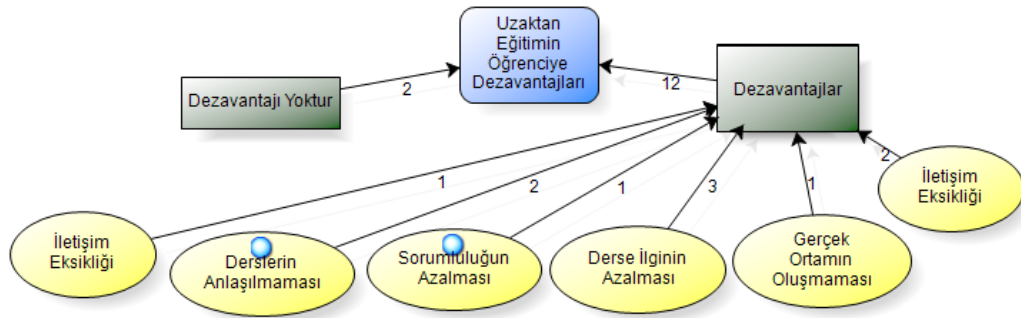 Uzaktan
Eğitimin
Öğrenciye
Dezavantajları
Dezavantajı Yoktur
2
12
Dezavantajlar
1
2
1
3
1
2
İletişim
Eksikliği
Derslerin
Anlaşılmaması
Sorumluluğun
Azalması
Derse İlginin
Azalması
Gerçek
Ortamın
Oluşmaması
İletişim
Eksikliği